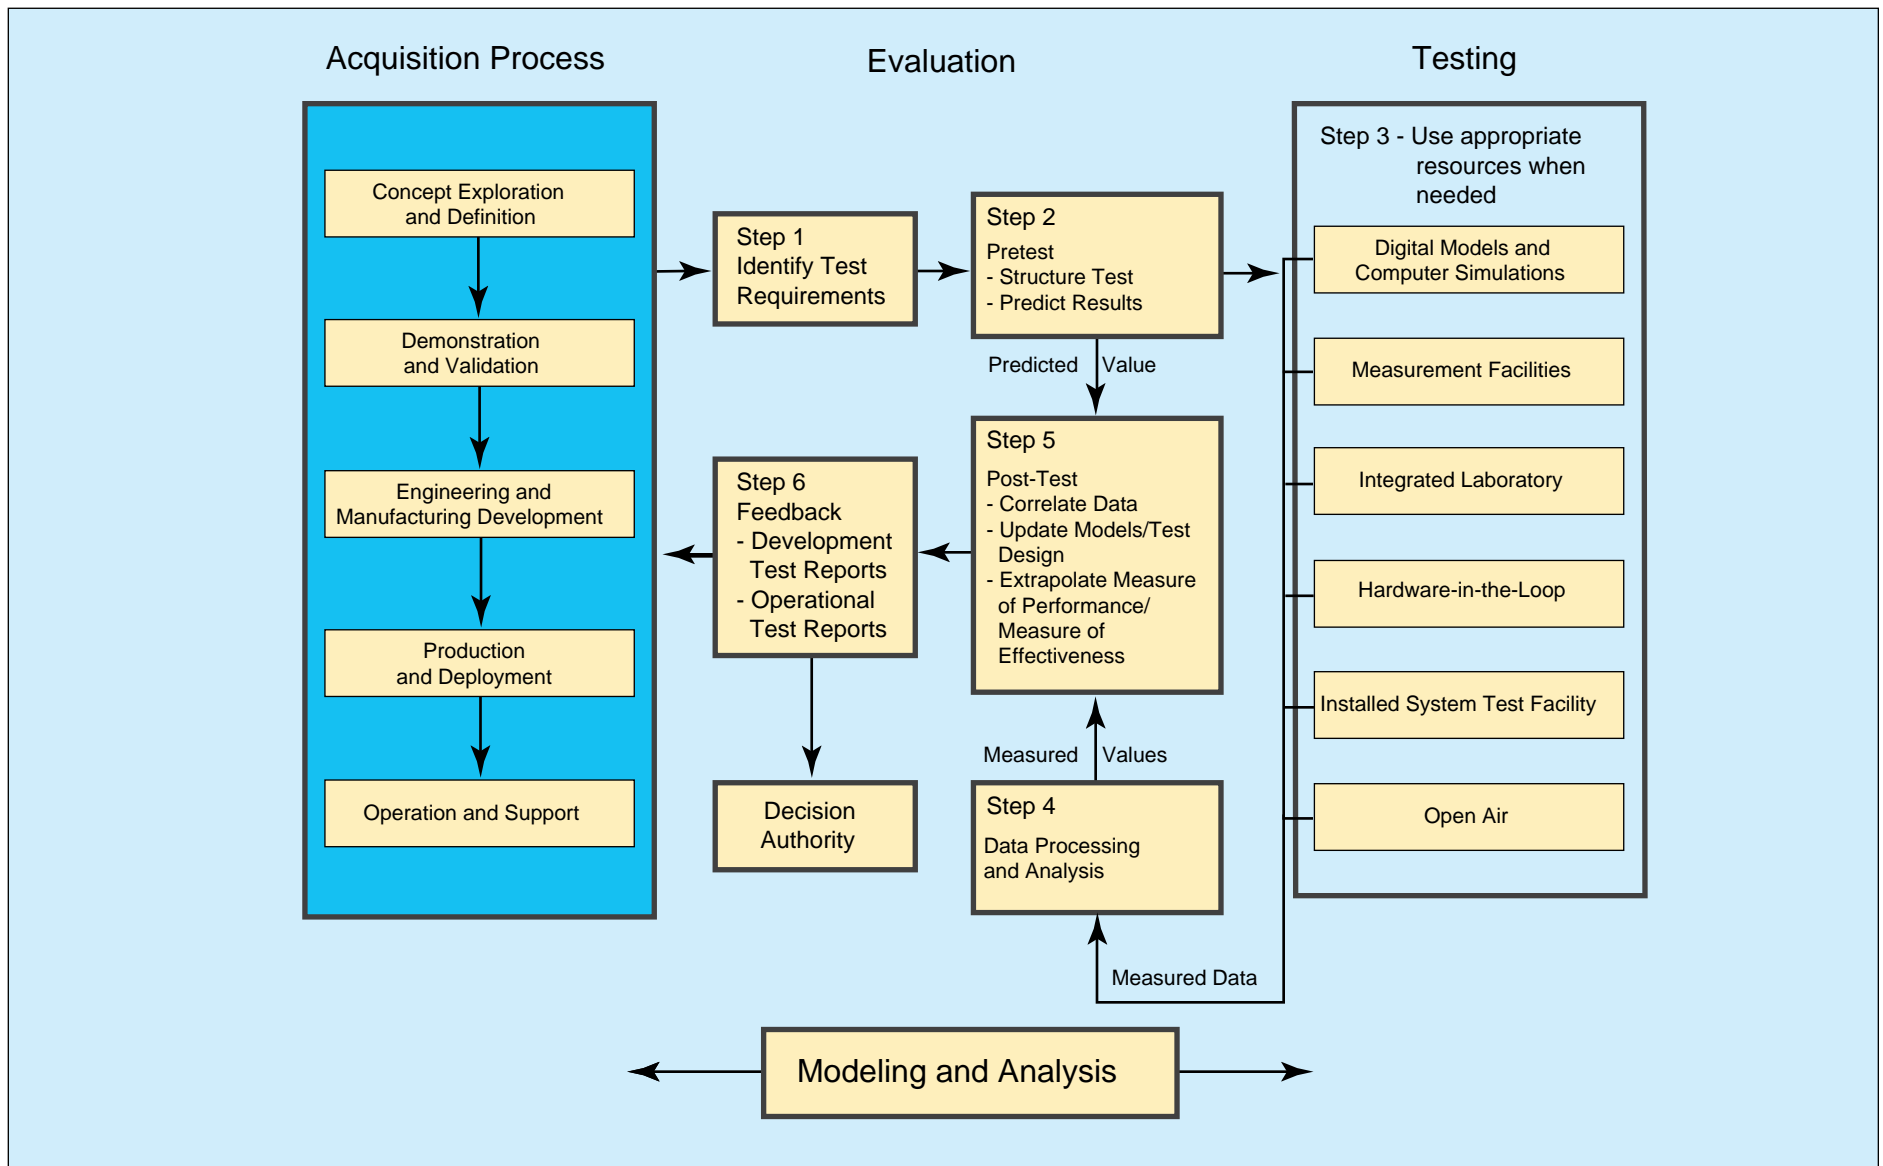 Acquisition Process
Evaluation
Testing
Concept Exploration
and Definition
Demonstration
and Validation
Engineering and
Manufacturing Development
Production
and Deployment
Operation and Support
Step 1
Identify Test
Requirements
Step 2
Pretest
- Structure Test
- Predict Results
Predicted Value
Step 5
Post-Test
- Correlate Data
- Update Models/Test
Design
- Extrapolate Measure
of Performance/
Measure of
Effectiveness
Step 6
Feedback
- Development
Test Reports
- Operational
Test Reports
Decision
Authority
Measured Values
Step 4
Data Processing
and Analysis
Measured Data
Step 3 - Use appropriate
resources when
needed
Digital Models and
Computer Simulations
Measurement Facilities
Integrated Laboratory
Hardware-in-the-Loop
Installed System Test Facility
Open Air
Modeling and Analysis